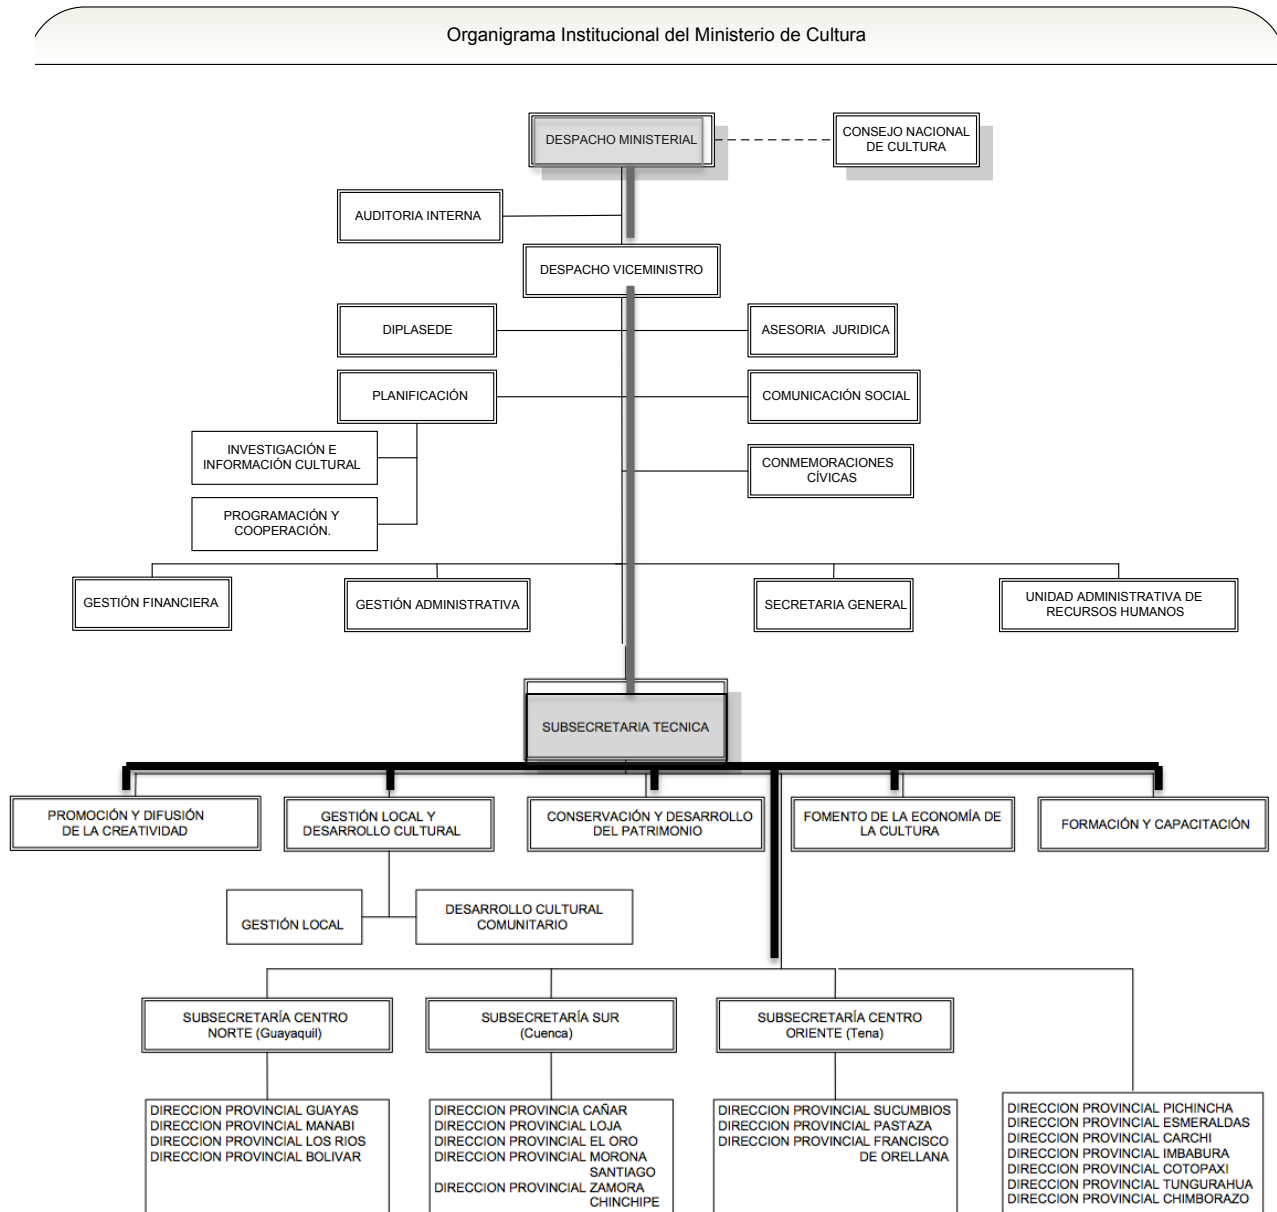 Organigrama Institucional del Ministerio de Cultura
DESPACHO MINISTERIAL
CONSEJO NACIONAL
DE CULTURA
AUDITORIA INTERNA
DESPACHO VICEMINISTRO
DIPLASEDE
ASESORIA JURIDICA
PLANIFICACIÓN
COMUNICACIÓN SOCIAL
INVESTIGACIÓN E
INFORMACIÓN CULTURAL
CONMEMORACIONES
CÍVICAS
PROGRAMACIÓN Y
COOPERACIÓN.
GESTIÓN FINANCIERA
GESTIÓN ADMINISTRATIVA
SECRETARIA GENERAL
UNIDAD ADMINISTRATIVA DE
RECURSOS HUMANOS
SUBSECRETARIA TECNICA
PROMOCIÓN Y DIFUSIÓN
DE LA CREATIVIDAD
GESTIÓN LOCAL Y
DESARROLLO CULTURAL
CONSERVACIÓN Y DESARROLLO
DEL PATRIMONIO
FOMENTO DE LA ECONOMÍA DE
LA CULTURA
FORMACIÓN Y CAPACITACIÓN
GESTIÓN LOCAL
DESARROLLO CULTURAL
COMUNITARIO
SUBSECRETARÍA CENTRO
NORTE (Guayaquil)
SUBSECRETARÍA SUR
(Cuenca)
SUBSECRETARÍA CENTRO
ORIENTE (Tena)
DIRECCION PROVINCIAL GUAYAS
DIRECCION PROVINCIAL MANABI
DIRECCION PROVINCIAL LOS RIOS
DIRECCION PROVINCIAL BOLIVAR
DIRECCION PROVINCIA CAÑAR
DIRECCION PROVINCIAL LOJA
DIRECCION PROVINCIAL EL ORO
DIRECCION PROVINCIAL MORONA
SANTIAGO
DIRECCION PROVINCIAL ZAMORA
CHINCHIPE
DIRECCION PROVINCIAL SUCUMBIOS
DIRECCION PROVINCIAL PASTAZA
DIRECCION PROVINCIAL FRANCISCO
DE ORELLANA
DIRECCION PROVINCIAL PICHINCHA
DIRECCION PROVINCIAL ESMERALDAS
DIRECCION PROVINCIAL CARCHI
DIRECCION PROVINCIAL IMBABURA
DIRECCION PROVINCIAL COTOPAXI
DIRECCION PROVINCIAL TUNGURAHUA
DIRECCION PROVINCIAL CHIMBORAZO